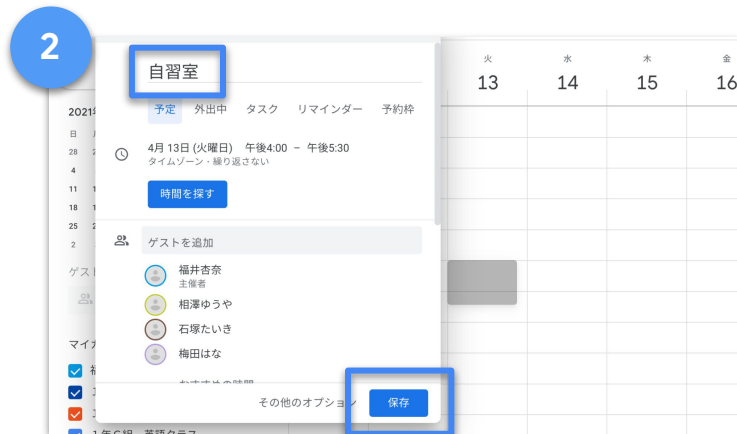 2
自習室
予定 外出中 タスク リマインダー 予約枠
4月 13日 (火曜日) 午後4:00 – 午後5:30
タイムゾーン・繰り返さない
時間を探す
ゲストを追加
福井杏奈
主催者
相澤ゆうや
石塚たいき
梅田はな
その他のオプション
保存
火 水 木 金
13 14 15 16
2021
日
28
4
11
18
25
2
ゲス
マイカ
1年C組 英語クラス